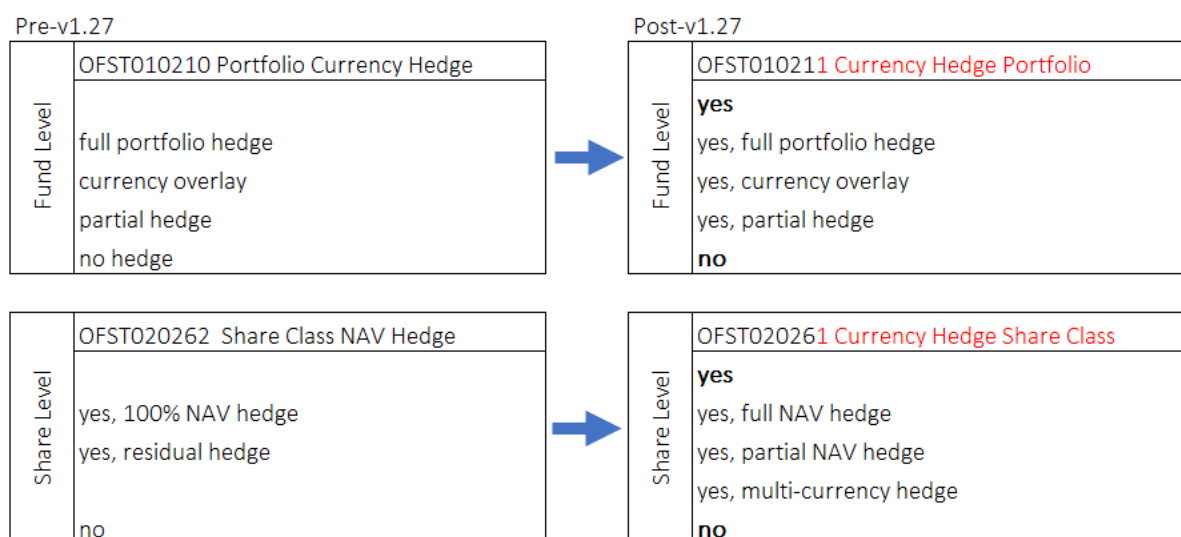 Pre-v1.27
Post-v1.27
Fund Level
OFST010210 Portfolio Currency Hedge
full portfolio hedge
currency overlay
partial hedge
no hedge
Fund Level
OFST010211 Currency Hedge Portfolio
yes
yes, full portfolio hedge
yes, currency overlay
yes, partial hedge
no
Share Level
OFST020262 Share Class NAV Hedge
yes, 100% NAV hedge
yes, residual hedge
no
Share Level
OFST020261 Currency Hedge Share Class
yes
yes, full NAV hedge
yes, partial NAV hedge
yes, multi-currency hedge
no